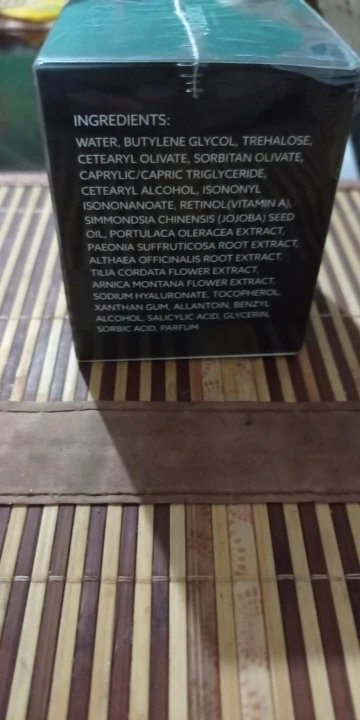 INGREDIENTS:
WATER, BUTYLENE GLYCOL, TREHALOSE,
CETEARYL OLIVATE, SORBITAN OLIVATE,
CAPRYLIC/CAPRIC TRIGLYCERIDE,
CETEARYL ALCOHOL, ISONONYL
ISONONANOATE, RETINOL(VITAMIN A),
SIMMONDSIA CHINENSIS (JOJOBA) SEED
OIL, PORTULACA OLERACEA EXTRACT,
PAEONIA SUFFRUTICOSA ROOT EXTRACT,
ALTHAEA OFFICINALIS ROOT EXTRACT,
TILIA CORDATA FLOWER EXTRACT,
ARNICA MONTANA FLOWER EXTRACT,
SODIUM HYALURONATE, TOCOPHEROL,
XANTHAN GUM, ALLANTOIN, BENZYL
ALCOHOL, SALICYLIC ACID, GLYCERIN,
SORBIC ACID, PARFUM